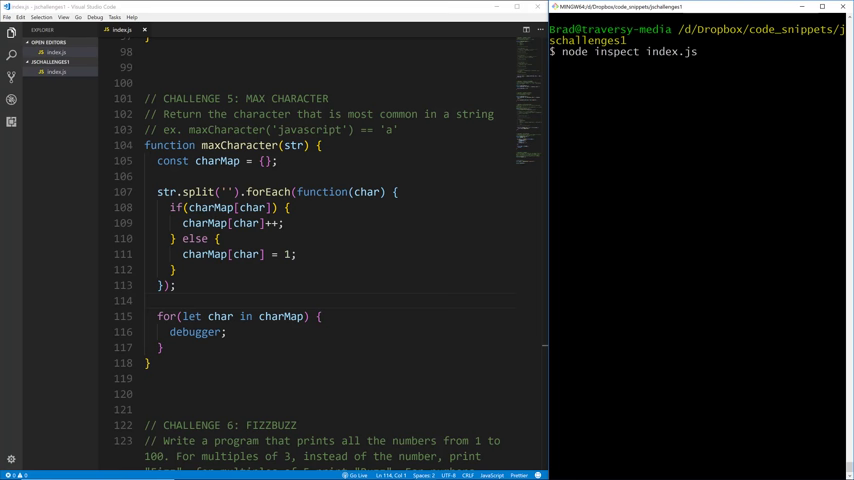 index.js - jschallenges1 - Visual Studio Code
File Edit Selection View Go Debug Tasks Help
EXPLORER
OPEN EDITORS
index.js
JSCHALLENGES1
index.js
index.js
98
99
100
101 // CHALLENGE 5: MAX CHARACTER
102 // Return the character that is most common in a string
103 // ex. maxCharacter('javascript') == 'a'
104 function maxCharacter(str) {
105 const charMap = {};
106
107 str.split('').forEach(function(char) {
108 if(charMap[char]) {
109 charMap[char]++;
110 } else {
111 charMap[char] = 1;
112 }
113 });
114
115 for(let char in charMap) {
116 debugger;
117 }
118 }
119
120
121
122 // CHALLENGE 6: FIZZBUZZ
123 // Write a program that prints all the numbers from 1 to
100. For multiples of 3, instead of the number, print
0 0 Go Live Ln 114, Col 1 Spaces: 2 UTF-8 CRLF JavaScript Prettier
MINGW64:/d/Dropbox/code_snippets/jschallenges1
Brad@traversy-media /d/Dropbox/code_snippets/j
schallenges1
$ node inspect index.js